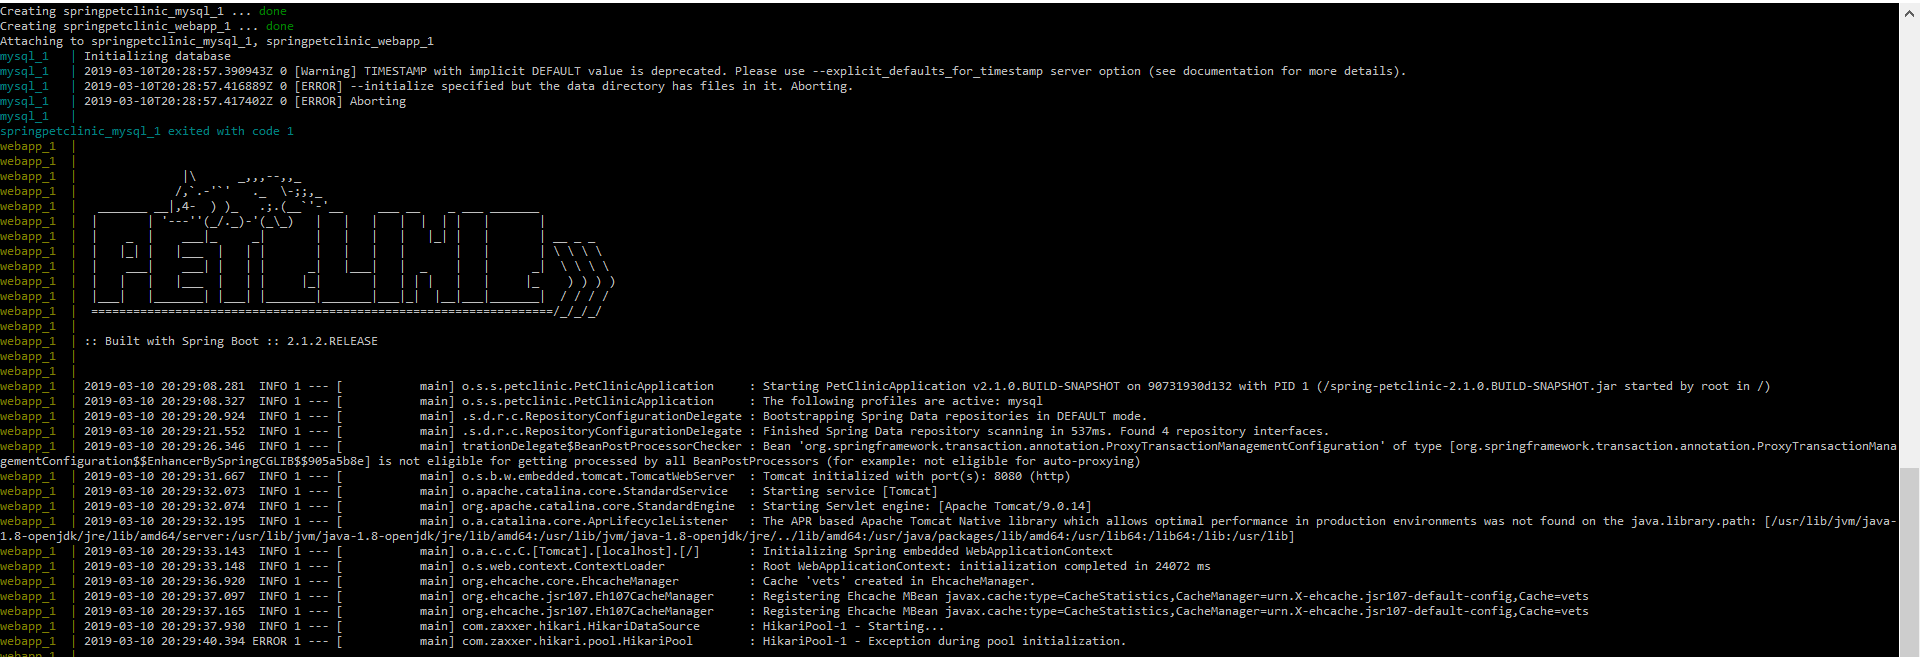 Creating springpetclinic_mysql_1 ... done
Creating springpetclinic_webapp_1 ... done
Attaching to springpetclinic_mysql_1, springpetclinic_webapp_1
mysql_1   | Initializing database
mysql_1   | 2019-03-10T20:28:57.390943Z 0 [Warning] TIMESTAMP with implicit DEFAULT value is deprecated. Please use --explicit_defaults_for_timestamp server option (see documentation for more details).
mysql_1   | 2019-03-10T20:28:57.416889Z 0 [ERROR] --initialize specified but the data directory has files in it. Aborting.
mysql_1   | 2019-03-10T20:28:57.417402Z 0 [ERROR] Aborting
mysql_1   |
springpetclinic_mysql_1 exited with code 1
webapp_1  |
webapp_1  |
webapp_1  |               |\      _,,,--,,_
webapp_1  |              /,`.-'`'   ._  \-;;,_
webapp_1  |   _______ __|,4-  ) )_   .;.(__`'-'__     ___ __    _ ___ _______
webapp_1  |  |       | '---''(_/._)-'(_\_)   |   |   |   |  |  | |   |       |
webapp_1  |  |    _  |    ___|_     _|       |   |   |   |   |_| |   |       | __ _ _
webapp_1  |  |   |_| |   |___  |   | |       |   |   |   |       |   |       | \ \ \ \
webapp_1  |  |    ___|    ___| |   | |      _|   |___|   |  _    |   |      _|  \ \ \ \
webapp_1  |  |   |   |   |___  |   | |     |_        |   | | |   |   |     |_    ) ) ) )
webapp_1  |  |___|   |_______| |___| |_______|_______|___|_|  |__|___|_______|  / / / /
webapp_1  |  ==================================================================/_/_/_/
webapp_1  |
webapp_1  | :: Built with Spring Boot :: 2.1.2.RELEASE
webapp_1  |
webapp_1  |
webapp_1  | 2019-03-10 20:29:08.281  INFO 1 --- [           main] o.s.s.petclinic.PetClinicApplication     : Starting PetClinicApplication v2.1.0.BUILD-SNAPSHOT on 90731930d132 with PID 1 (/spring-petclinic-2.1.0.BUILD-SNAPSHOT.jar started by root in /)
webapp_1  | 2019-03-10 20:29:08.327  INFO 1 --- [           main] o.s.s.petclinic.PetClinicApplication     : The following profiles are active: mysql
webapp_1  | 2019-03-10 20:29:20.924  INFO 1 --- [           main] .s.d.r.c.RepositoryConfigurationDelegate : Bootstrapping Spring Data repositories in DEFAULT mode.
webapp_1  | 2019-03-10 20:29:21.552  INFO 1 --- [           main] .s.d.r.c.RepositoryConfigurationDelegate : Finished Spring Data repository scanning in 537ms. Found 4 repository interfaces.
webapp_1  | 2019-03-10 20:29:26.346  INFO 1 --- [           main] trationDelegate$BeanPostProcessorChecker : Bean 'org.springframework.transaction.annotation.ProxyTransactionManagementConfiguration' of type [org.springframework.transaction.annotation.ProxyTransactionMana
gementConfiguration$$EnhancerBySpringCGLIB$$905a5b8e] is not eligible for getting processed by all BeanPostProcessors (for example: not eligible for auto-proxying)
webapp_1  | 2019-03-10 20:29:31.667  INFO 1 --- [           main] o.s.b.w.embedded.tomcat.TomcatWebServer  : Tomcat initialized with port(s): 8080 (http)
webapp_1  | 2019-03-10 20:29:32.073  INFO 1 --- [           main] o.apache.catalina.core.StandardService   : Starting service [Tomcat]
webapp_1  | 2019-03-10 20:29:32.074  INFO 1 --- [           main] org.apache.catalina.core.StandardEngine  : Starting Servlet engine: [Apache Tomcat/9.0.14]
webapp_1  | 2019-03-10 20:29:32.195  INFO 1 --- [           main] o.a.catalina.core.AprLifecycleListener   : The APR based Apache Tomcat Native library which allows optimal performance in production environments was not found on the java.library.path: [/usr/lib/jvm/java-
1.8-openjdk/jre/lib/amd64/server:/usr/lib/jvm/java-1.8-openjdk/jre/lib/amd64:/usr/lib/jvm/java-1.8-openjdk/jre/../lib/amd64:/usr/java/packages/lib/amd64:/usr/lib64:/lib64:/lib:/usr/lib]
webapp_1  | 2019-03-10 20:29:33.143  INFO 1 --- [           main] o.a.c.c.C.[Tomcat].[localhost].[/]       : Initializing Spring embedded WebApplicationContext
webapp_1  | 2019-03-10 20:29:33.148  INFO 1 --- [           main] o.s.web.context.ContextLoader            : Root WebApplicationContext: initialization completed in 24072 ms
webapp_1  | 2019-03-10 20:29:36.920  INFO 1 --- [           main] org.ehcache.core.EhcacheManager          : Cache 'vets' created in EhcacheManager.
webapp_1  | 2019-03-10 20:29:37.097  INFO 1 --- [           main] org.ehcache.jsr107.Eh107CacheManager     : Registering Ehcache MBean javax.cache:type=CacheStatistics,CacheManager=urn.X-ehcache.jsr107-default-config,Cache=vets
webapp_1  | 2019-03-10 20:29:37.165  INFO 1 --- [           main] org.ehcache.jsr107.Eh107CacheManager     : Registering Ehcache MBean javax.cache:type=CacheStatistics,CacheManager=urn.X-ehcache.jsr107-default-config,Cache=vets
webapp_1  | 2019-03-10 20:29:37.930  INFO 1 --- [           main] com.zaxxer.hikari.HikariDataSource       : HikariPool-1 - Starting...
webapp_1  | 2019-03-10 20:29:40.394 ERROR 1 --- [           main] com.zaxxer.hikari.pool.HikariPool        : HikariPool-1 - Exception during pool initialization.
webapp_1  |